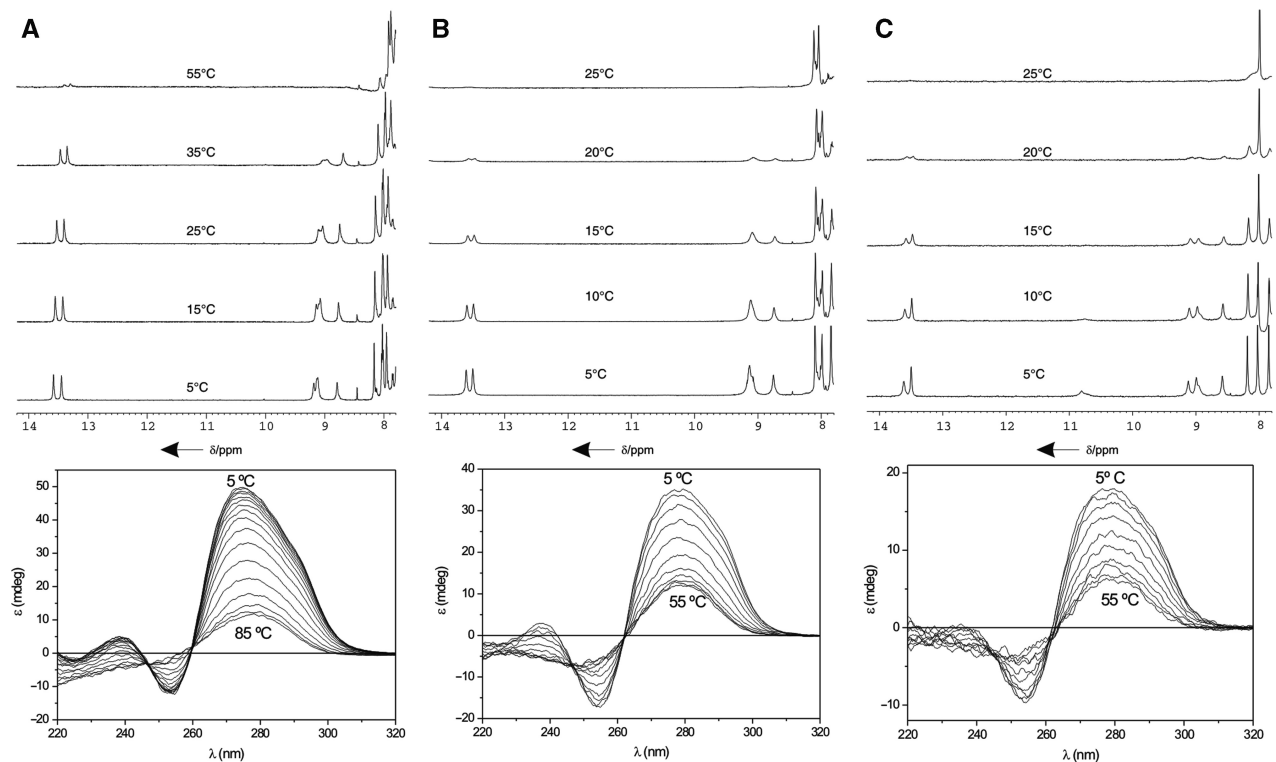 A
55°C
35°C
25°C
15°C
5°C
14 13 12 11 10 9 8
δ/ppm
B
25°C
20°C
15°C
10°C
5°C
14 13 12 11 10 9 8
δ/ppm
C
25°C
20°C
15°C
10°C
5°C
14 13 12 11 10 9 8
δ/ppm
ε (mdeg)
50
40
30
20
10
0
−10
−20
5 ºC
85 ºC
220 240 260 280 300 320
λ (nm)
ε (mdeg)
40
30
20
10
0
−10
−20
5 ºC
55 ºC
220 240 260 280 300 320
λ (nm)
ε (mdeg)
20
10
0
−10
5º C
55 ºC
220 240 260 280 300 320
λ (nm)